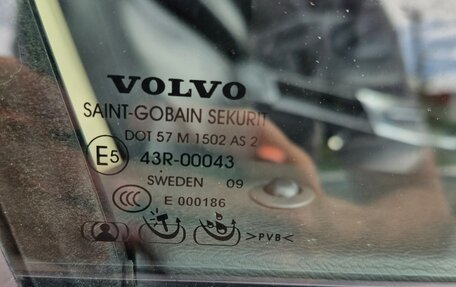 VOLVO
SAINT-GOBAIN SEKURIT
DOT 57 M 1502 AS 2
E5 43R-00043
SWEDEN 09
CCC E 000186
>PVB<